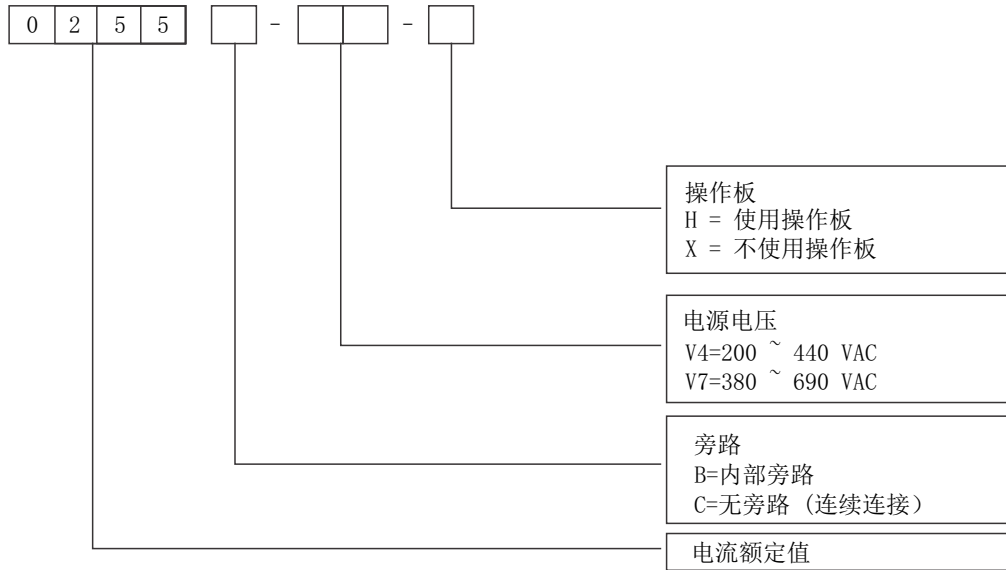 0 2 5 5 - -
操作板
H = 使用操作板
X = 不使用操作板
电源电压
V4=200 ~ 440 VAC
V7=380 ~ 690 VAC
旁路
B=内部旁路
C=无旁路 (连续连接）
电流额定值